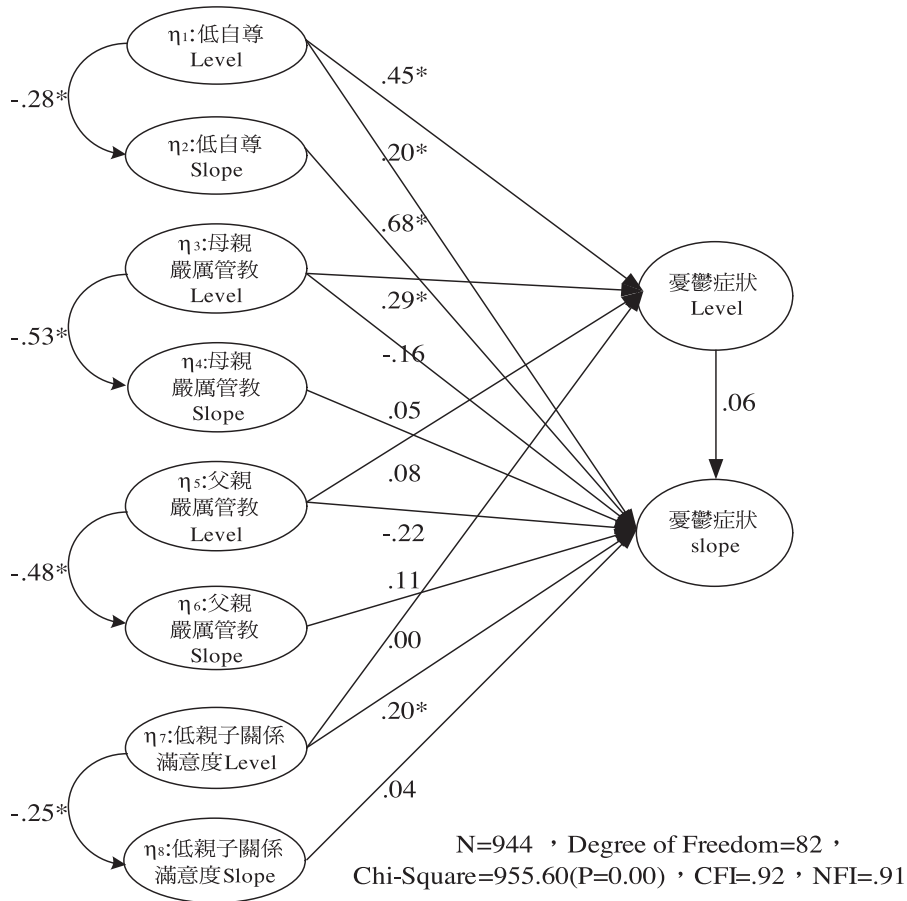 η1:低自尊
Level
-.28*
η2:低自尊
Slope
η3:母親
嚴厲管教
Level
-.53*
η4:母親
嚴厲管教
Slope
η5:父親
嚴厲管教
Level
-.48*
η6:父親
嚴厲管教
Slope
η7:低親子關係
滿意度Level
-.25*
η8:低親子關係
滿意度Slope
.45*
.20*
.68*
.29*
-.16
.05
.08
-.22
.11
.00
.20*
.04
憂鬱症狀
Level
.06
憂鬱症狀
slope
N=944，Degree of Freedom=82，
Chi-Square=955.60(P=0.00)，CFI=.92，NFI=.91